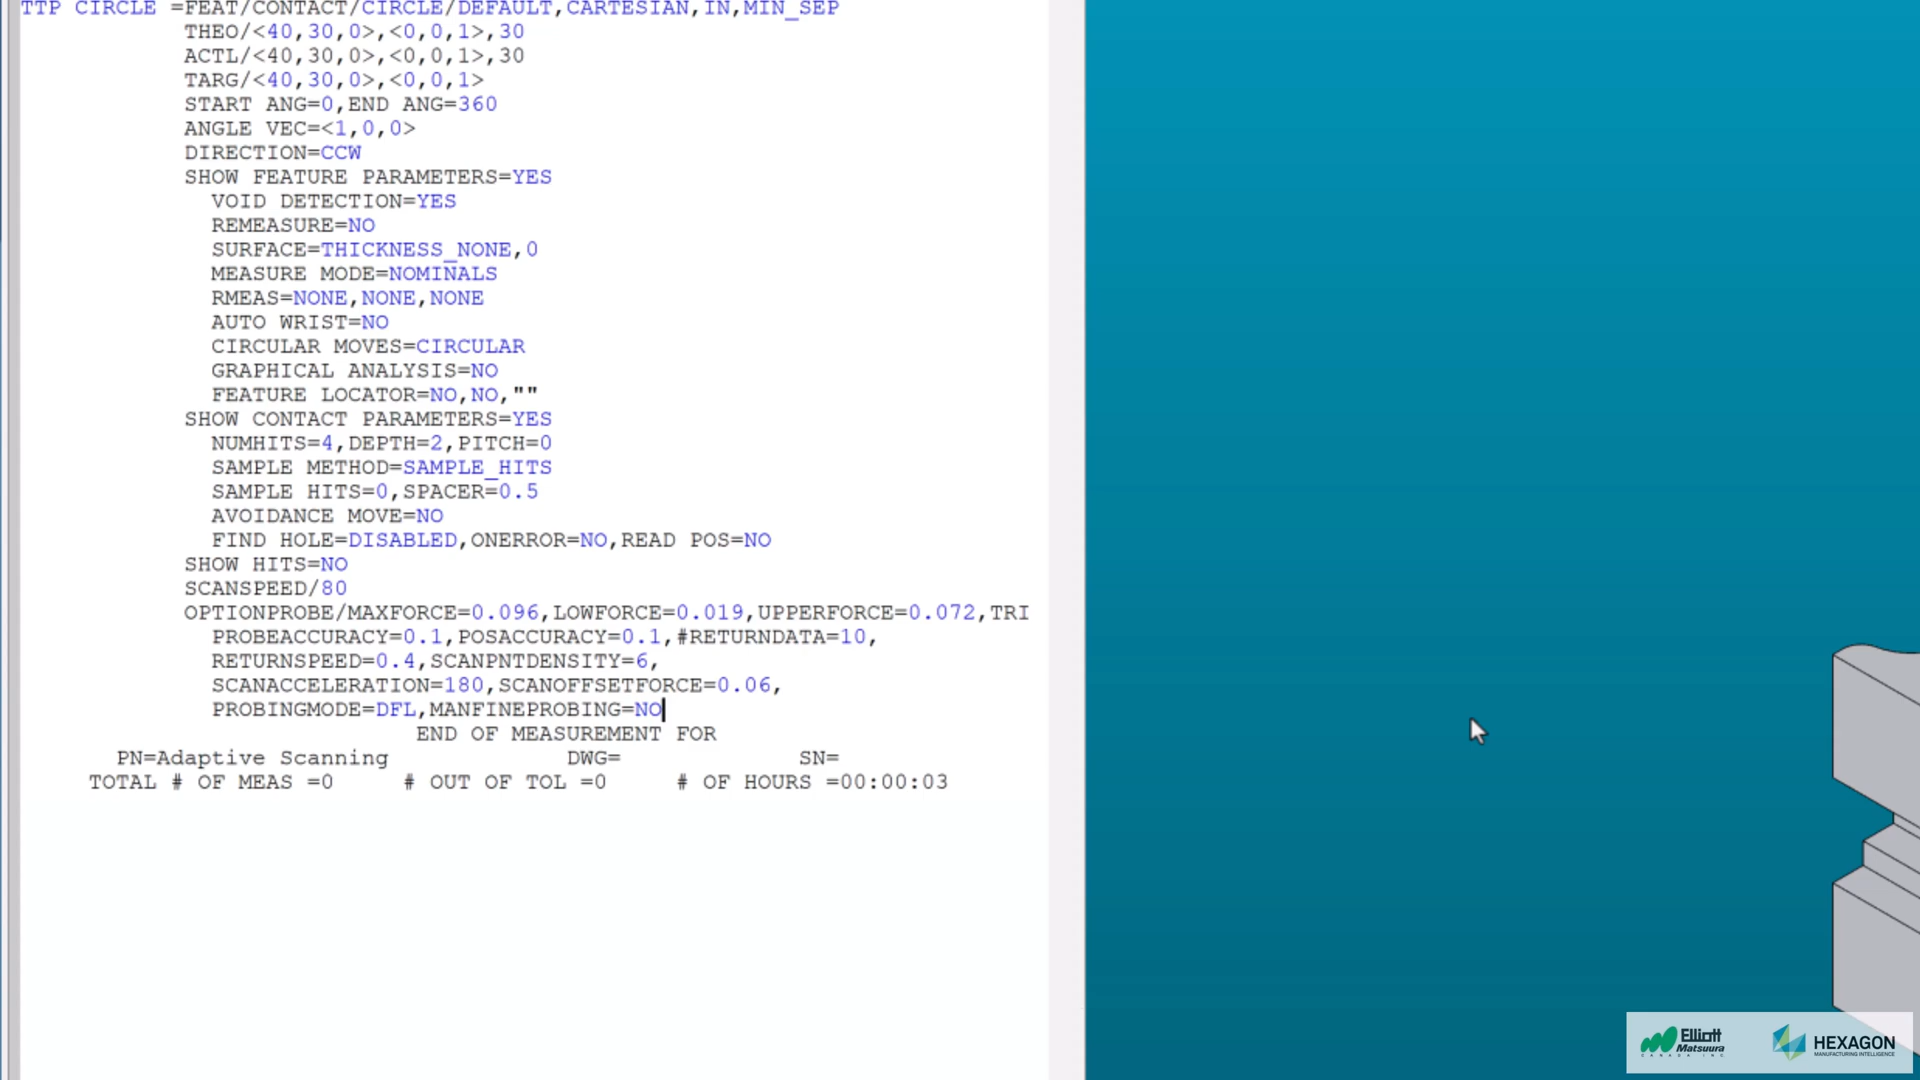 TTP CIRCLE =FEAT/CONTACT/CIRCLE/DEFAULT,CARTESIAN,IN,MIN_SEP
THEO/<40,30,0>,<0,0,1>,30
ACTL/<40,30,0>,<0,0,1>,30
TARG/<40,30,0>,<0,0,1>
START ANG=0,END ANG=360
ANGLE VEC=<1,0,0>
DIRECTION=CCW
SHOW FEATURE PARAMETERS=YES
VOID DETECTION=YES
REMEASURE=NO
SURFACE=THICKNESS_NONE,0
MEASURE MODE=NOMINALS
RMEAS=NONE,NONE,NONE
AUTO WRIST=NO
CIRCULAR MOVES=CIRCULAR
GRAPHICAL ANALYSIS=NO
FEATURE LOCATOR=NO,NO,""
SHOW CONTACT PARAMETERS=YES
NUMHITS=4,DEPTH=2,PITCH=0
SAMPLE METHOD=SAMPLE_HITS
SAMPLE HITS=0,SPACER=0.5
AVOIDANCE MOVE=NO
FIND HOLE=DISABLED,ONERROR=NO,READ POS=NO
SHOW HITS=NO
SCANSPEED/80
OPTIONPROBE/MAXFORCE=0.096,LOWFORCE=0.019,UPPERFORCE=0.072,TRI
PROBEACCURACY=0.1,POSACCURACY=0.1,#RETURNDATA=10,
RETURNSPEED=0.4,SCANPNTDENSITY=6,
SCANACCELERATION=180,SCANOFFSETFORCE=0.06,
PROBINGMODE=DFL,MANFINEPROBING=NO
END OF MEASUREMENT FOR
PN=Adaptive Scanning DWG= SN=
TOTAL # OF MEAS =0 # OUT OF TOL =0 # OF HOURS =00:00:03
Elliott
Matsuura
CANADA INC.
HEXAGON
MANUFACTURING INTELLIGENCE